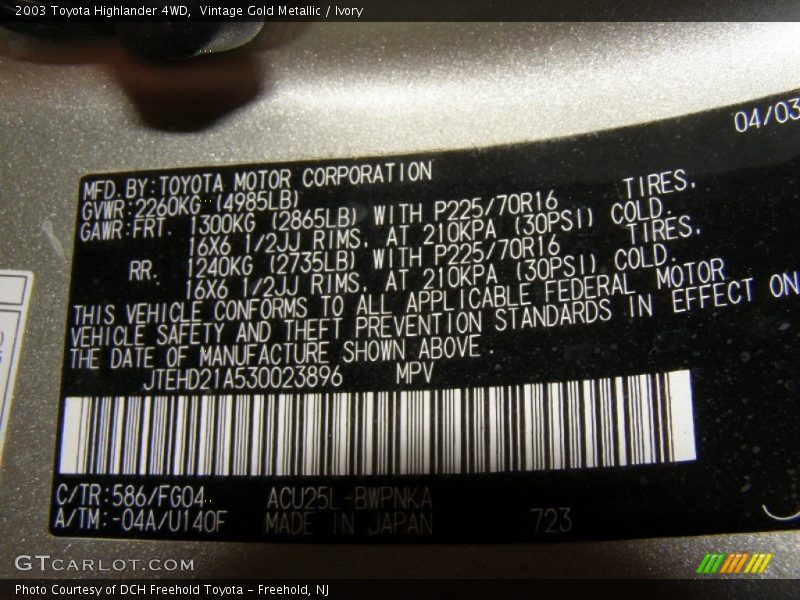 2003 Toyota Highlander 4WD,  Vintage Gold Metallic / Ivory
04/03
MFD.BY:TOYOTA MOTOR CORPORATION
GVWR:2260KG (4985LB)
GAWR:FRT. 1300KG (2865LB) WITH P225/70R16 TIRES,
16X6 1/2JJ RIMS, AT 210KPA (30PSI) COLD.
RR. 1240KG (2735LB) WITH P225/70R16 TIRES,
16X6 1/2JJ RIMS, AT 210KPA (30PSI) COLD.
THIS VEHICLE CONFORMS TO ALL APPLICABLE FEDERAL MOTOR
VEHICLE SAFETY AND THEFT PREVENTION STANDARDS IN EFFECT ON
THE DATE OF MANUFACTURE SHOWN ABOVE.
JTEHD21A530023896 MPV
C/TR:586/FG04 ACU25L-BWPNKA
A/TM:-04A/U140F MADE IN JAPAN 723
GTCARLOT.COM
Photo Courtesy of DCH Freehold Toyota - Freehold, NJ